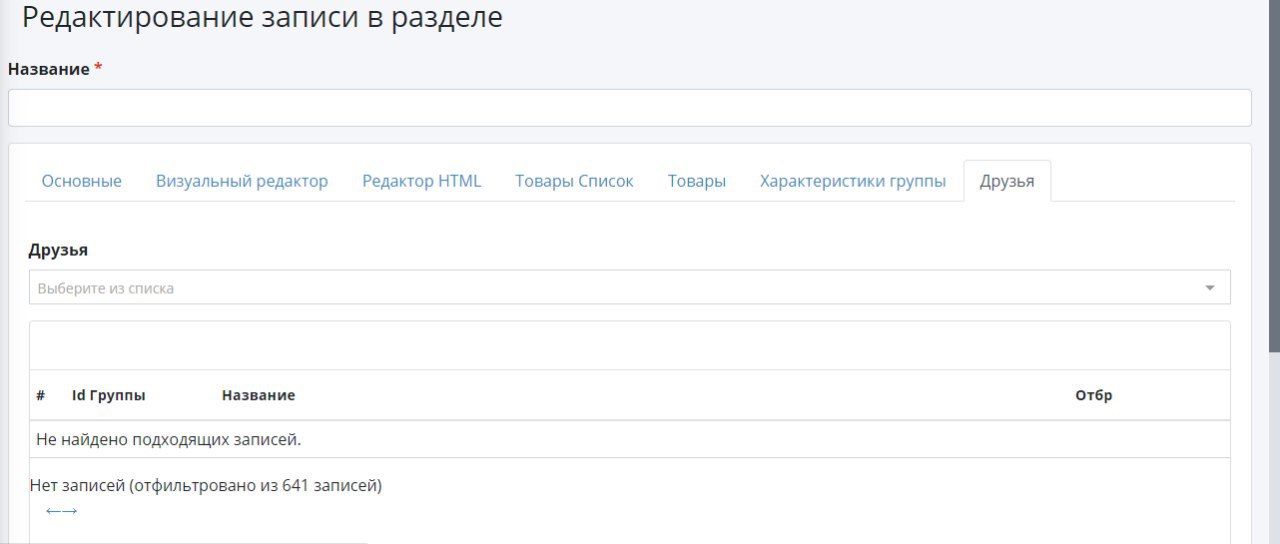 Редактирование записи в разделе
Название *
Основные Визуальный редактор Редактор HTML Товары Список Товары Характеристики группы Друзья
Друзья
Выберите из списка
# Id Группы Название Отбр
Не найдено подходящих записей.
Нет записей (отфильтровано из 641 записей)
←→